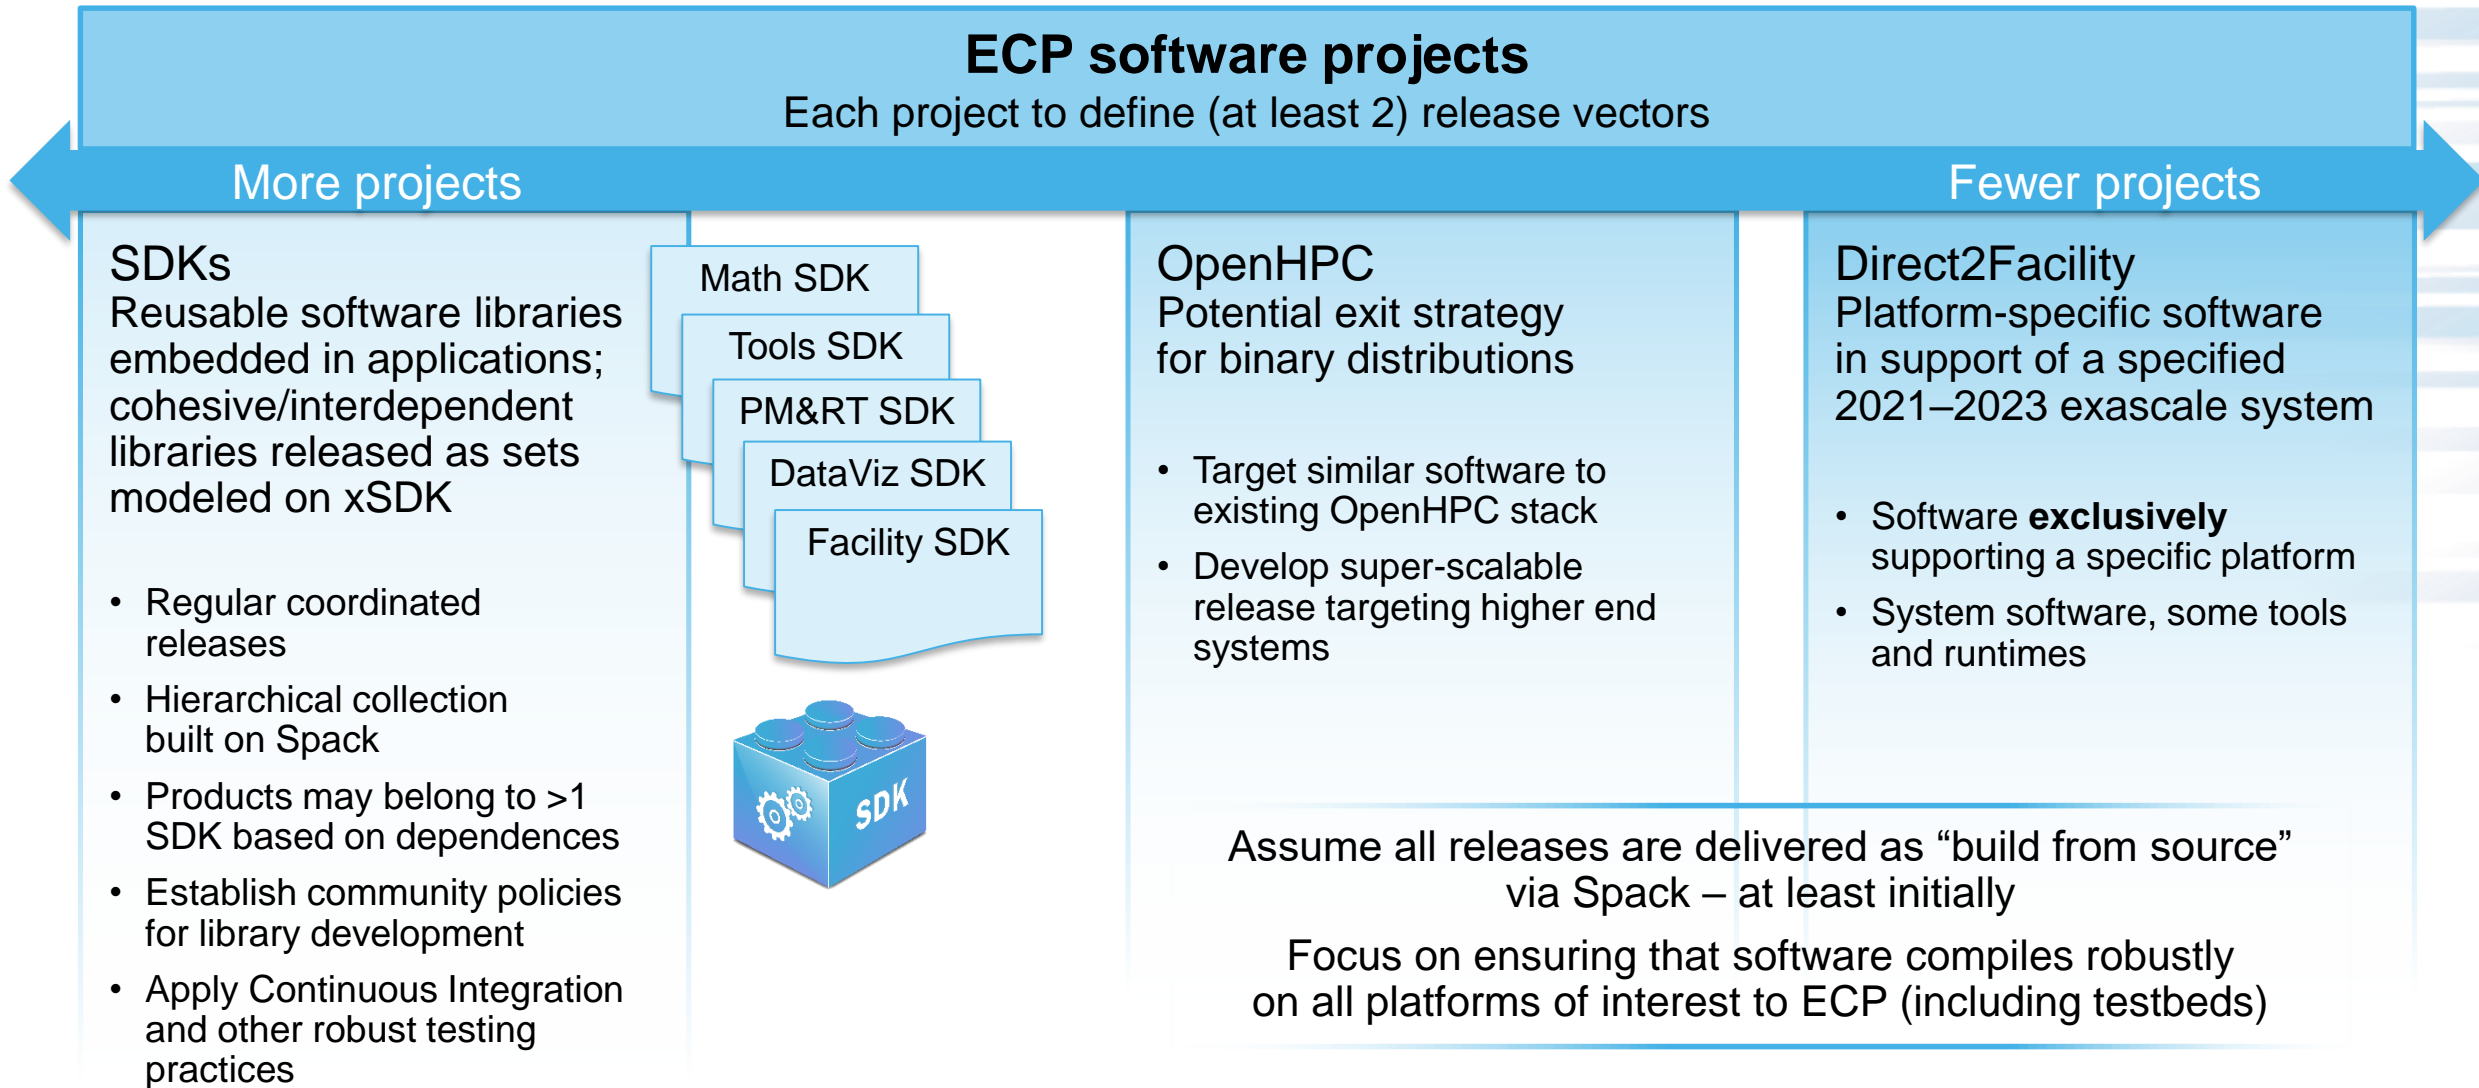 ECP software projects
Each project to define (at least 2) release vectors
More projects
Fewer projects
SDKs
Reusable software libraries
embedded in applications;
cohesive/interdependent
libraries released as sets
modeled on xSDK
• Regular coordinated
releases
• Hierarchical collection
built on Spack
• Products may belong to >1
SDK based on dependences
• Establish community policies
for library development
• Apply Continuous Integration
and other robust testing
practices
Math SDK
Tools SDK
PM&RT SDK
DataViz SDK
Facility SDK
SDK
OpenHPC
Potential exit strategy
for binary distributions
• Target similar software to
existing OpenHPC stack
• Develop super-scalable
release targeting higher end
systems
Direct2Facility
Platform-specific software
in support of a specified
2021–2023 exascale system
• Software exclusively
supporting a specific platform
• System software, some tools
and runtimes
Assume all releases are delivered as “build from source”
via Spack – at least initially
Focus on ensuring that software compiles robustly
on all platforms of interest to ECP (including testbeds)